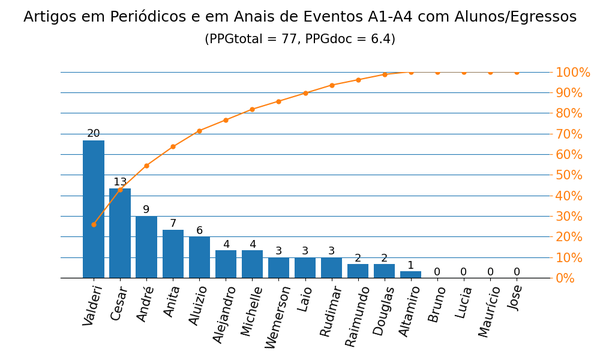 Artigos em Periódicos e em Anais de Eventos A1-A4 com Alunos/Egressos
(PPGtotal = 77, PPGdoc = 6.4)
100%
90%
80%
70%
60%
50%
40%
30%
20%
10%
0%
20
13
9
7
6
4
4
3
3
3
2
2
1
0
0
0
0
Valderi
Cesar
André
Anita
Aluizio
Alejandro
Michelle
Wemerson
Laio
Rudimar
Raimundo
Douglas
Altamiro
Bruno
Lucia
Maurício
Jose